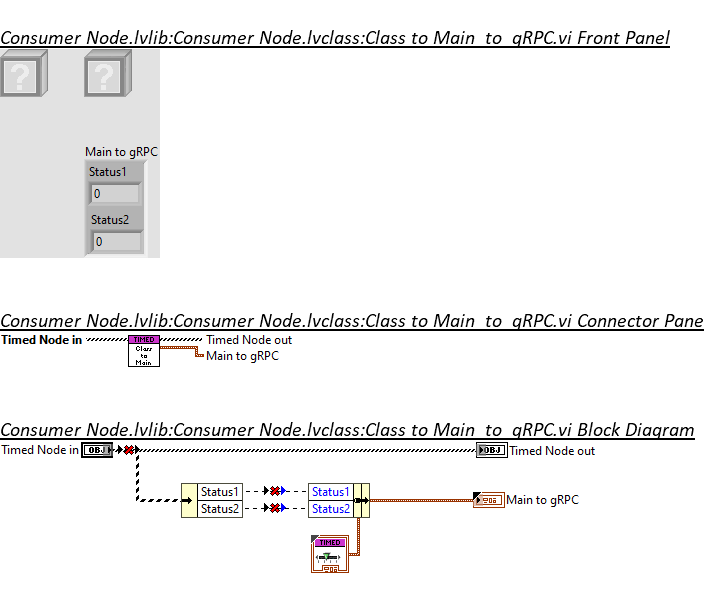 Consumer Node.lvlib:Consumer Node.lvclass:Class to Main_to_gRPC.vi Front Panel
?
?
Main to gRPC
Status1
0
Status2
0
Consumer Node.lvlib:Consumer Node.lvclass:Class to Main_to_gRPC.vi Connector Pane
Timed Node in
TIMED
Class
to
Main
Timed Node out
Main to gRPC
Consumer Node.lvlib:Consumer Node.lvclass:Class to Main_to_gRPC.vi Block Diagram
Timed Node in
OBJ
OBJ
Timed Node out
Status1
Status1
Status2
Status2
Main to gRPC
TIMED